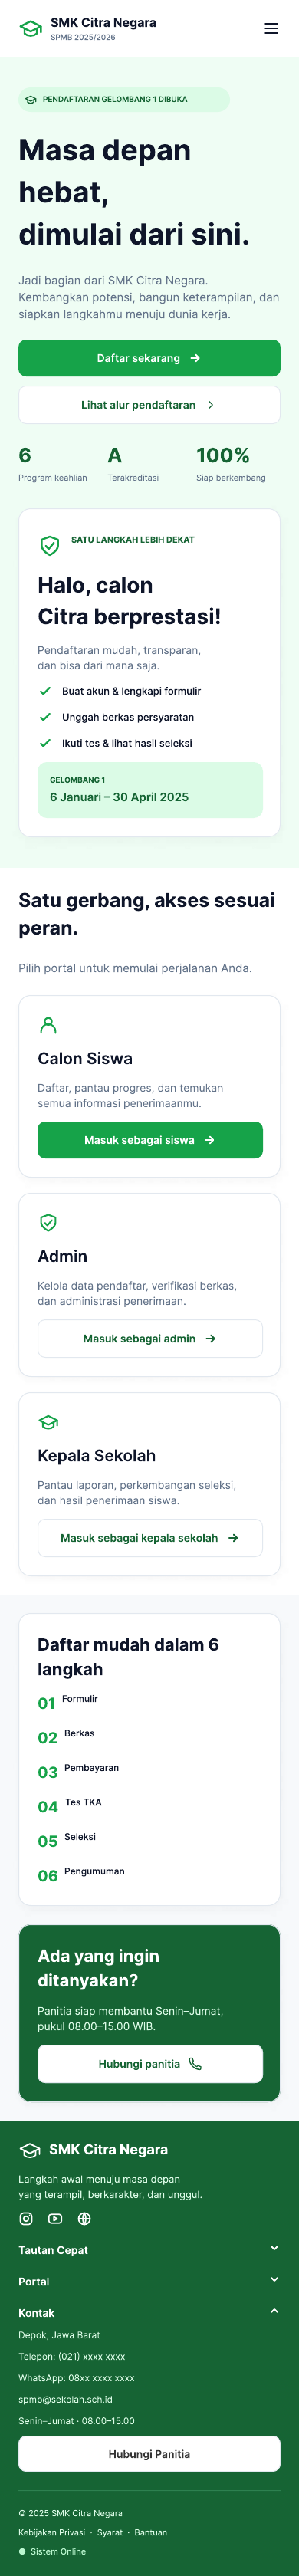 SMK Citra Negara
SPMB 2025/2026
PENDAFTARAN GELOMBANG 1 DIBUKA
Masa depan
hebat,
dimulai dari sini.
Jadi bagian dari SMK Citra Negara.
Kembangkan potensi, bangun keterampilan, dan
siapkan langkahmu menuju dunia kerja.
Daftar sekarang →
Lihat alur pendaftaran >
6 A 100%
Program keahlian Terakreditasi Siap berkembang
SATU LANGKAH LEBIH DEKAT
Halo, calon
Citra berprestasi!
Pendaftaran mudah, transparan,
dan bisa dari mana saja.
Buat akun & lengkapi formulir
Unggah berkas persyaratan
Ikuti tes & lihat hasil seleksi
GELOMBANG 1
6 Januari – 30 April 2025
Satu gerbang, akses sesuai
peran.
Pilih portal untuk memulai perjalanan Anda.
Calon Siswa
Daftar, pantau progres, dan temukan
semua informasi penerimaanmu.
Masuk sebagai siswa →
Admin
Kelola data pendaftar, verifikasi berkas,
dan administrasi penerimaan.
Masuk sebagai admin →
Kepala Sekolah
Pantau laporan, perkembangan seleksi,
dan hasil penerimaan siswa.
Masuk sebagai kepala sekolah →
Daftar mudah dalam 6
langkah
01 Formulir
02 Berkas
03 Pembayaran
04 Tes TKA
05 Seleksi
06 Pengumuman
Ada yang ingin
ditanyakan?
Panitia siap membantu Senin–Jumat,
pukul 08.00–15.00 WIB.
Hubungi panitia
SMK Citra Negara
Langkah awal menuju masa depan
yang terampil, berkarakter, dan unggul.
Tautan Cepat
Portal
Kontak
Depok, Jawa Barat
Telepon: (021) xxxx xxxx
WhatsApp: 08xx xxxx xxxx
spmb@sekolah.sch.id
Senin–Jumat · 08.00–15.00
Hubungi Panitia
© 2025 SMK Citra Negara
Kebijakan Privasi · Syarat · Bantuan
Sistem Online